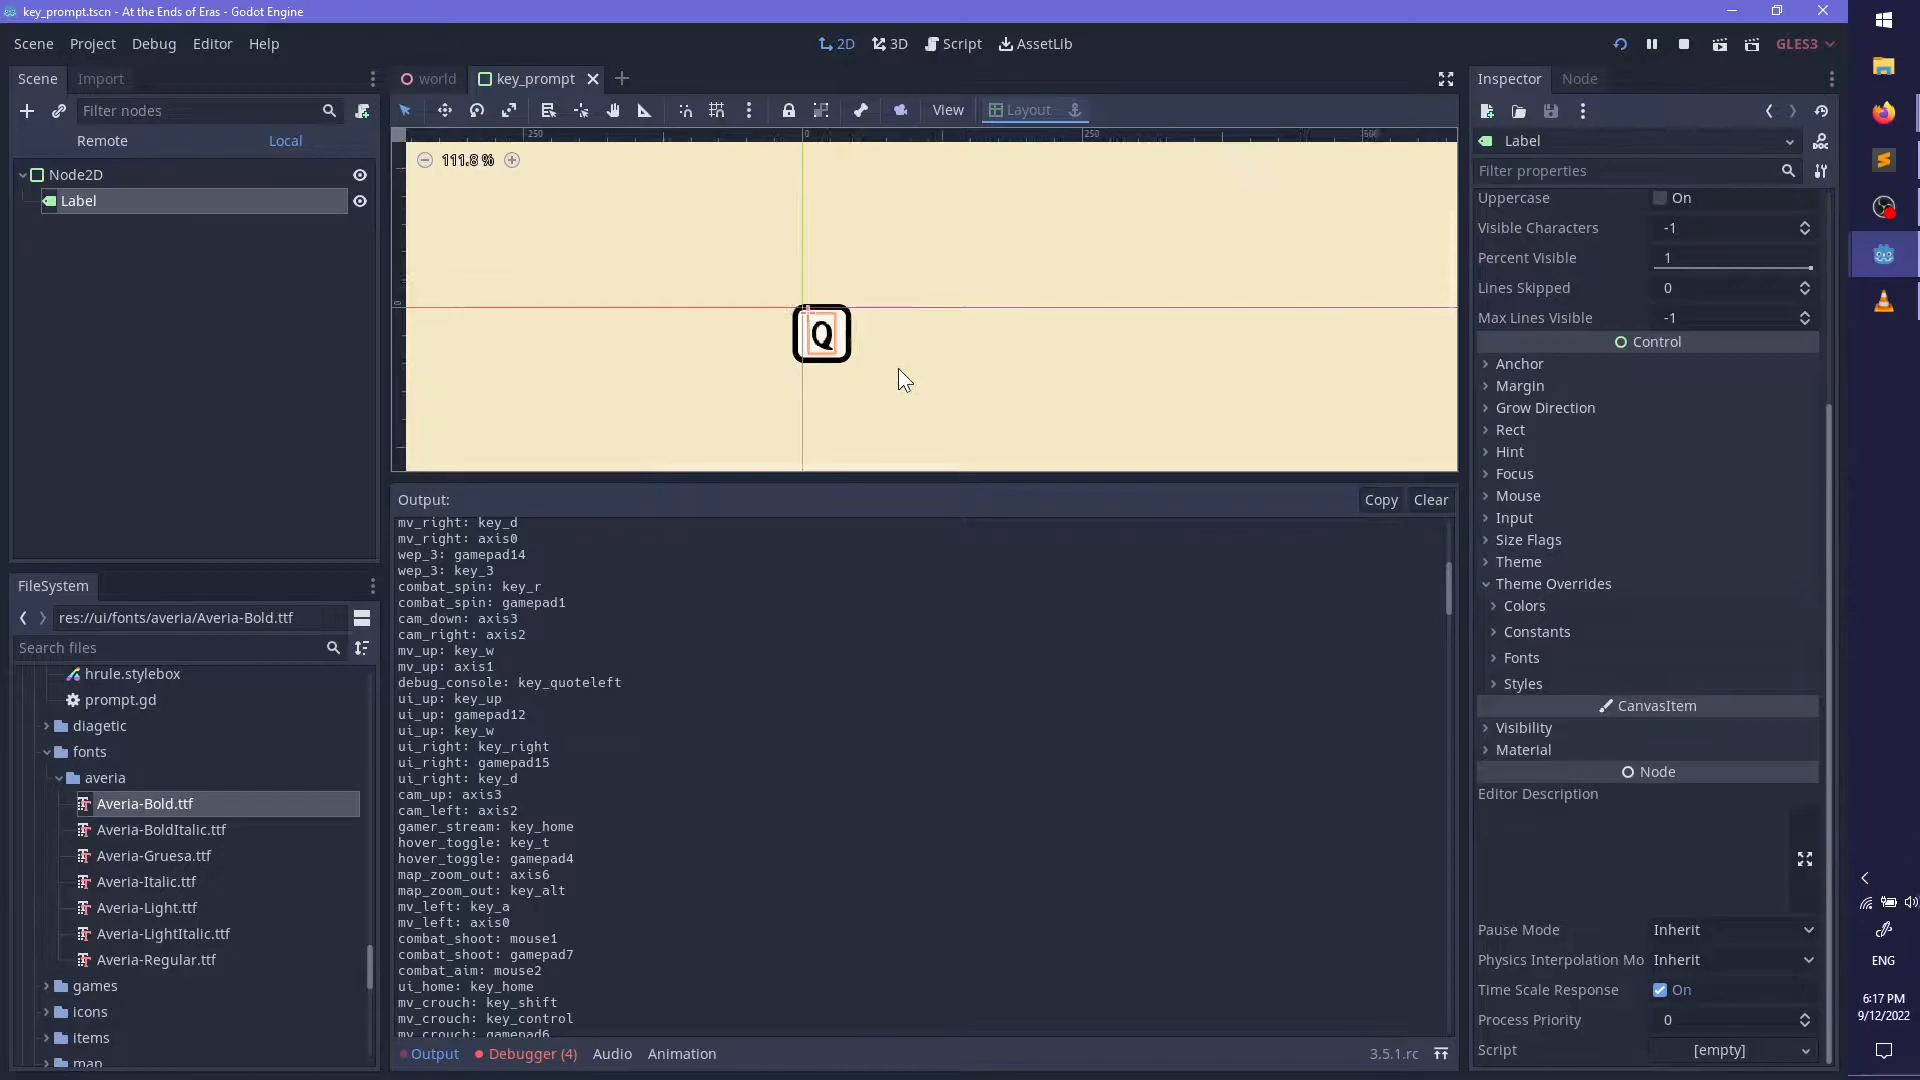 key_prompt.tscn - At the Ends of Eras - Godot Engine
Scene Project Debug Editor Help
2D 3D Script AssetLib
GLES3
Scene Import
Filter nodes
Remote Local
Node2D
Label
world key_prompt
View Layout
250 0 250 500
111.8 %
0
Q
Inspector Node
Label
Filter properties
Uppercase On
Visible Characters -1
Percent Visible 1
Lines Skipped 0
Max Lines Visible -1
Control
Anchor
Margin
Grow Direction
Rect
Hint
Focus
Mouse
Input
Size Flags
Theme
Theme Overrides
Colors
Constants
Fonts
Styles
CanvasItem
Visibility
Material
Node
Editor Description
Pause Mode Inherit
Physics Interpolation Mo Inherit
Time Scale Response On
Process Priority 0
Script [empty]
FileSystem
res://ui/fonts/averia/Averia-Bold.ttf
Search files
hrule.stylebox
prompt.gd
diagetic
fonts
averia
Averia-Bold.ttf
Averia-BoldItalic.ttf
Averia-Gruesa.ttf
Averia-Italic.ttf
Averia-Light.ttf
Averia-LightItalic.ttf
Averia-Regular.ttf
games
icons
items
map
Output:
Copy Clear
mv_right: key_d
mv_right: axis0
wep_3: gamepad14
wep_3: key_3
combat_spin: key_r
combat_spin: gamepad1
cam_down: axis3
cam_right: axis2
mv_up: key_w
mv_up: axis1
debug_console: key_quoteleft
ui_up: key_up
ui_up: gamepad12
ui_up: key_w
ui_right: key_right
ui_right: gamepad15
ui_right: key_d
cam_up: axis3
cam_left: axis2
gamer_stream: key_home
hover_toggle: key_t
hover_toggle: gamepad4
map_zoom_out: axis6
map_zoom_out: key_alt
mv_left: key_a
mv_left: axis0
combat_shoot: mouse1
combat_shoot: gamepad7
combat_aim: mouse2
ui_home: key_home
mv_crouch: key_shift
mv_crouch: key_control
mv_crouch: gamepad6
Output Debugger (4) Audio Animation
3.5.1.rc
ENG
6:17 PM
9/12/2022